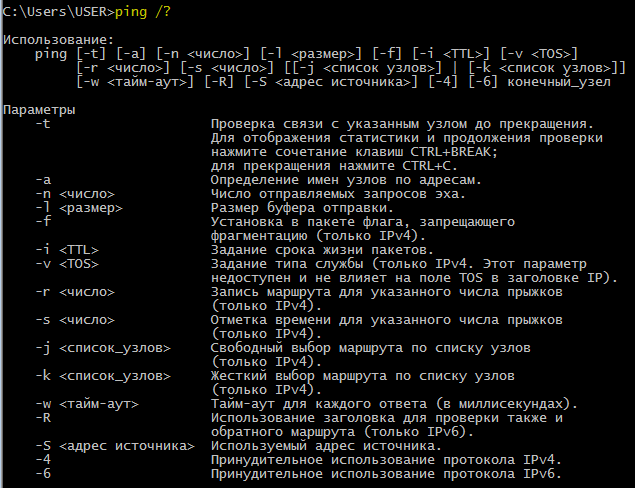 C:\Users\USER>ping /?
Использование:
ping [-t] [-a] [-n <число>] [-l <размер>] [-f] [-i <TTL>] [-v <TOS>]
[-r <число>] [-s <число>] [[-j <список узлов>] | [-k <список узлов>]]
[-w <тайм-аут>] [-R] [-S <адрес источника>] [-4] [-6] конечный_узел
Параметры
-t Проверка связи с указанным узлом до прекращения.
Для отображения статистики и продолжения проверки
нажмите сочетание клавиш CTRL+BREAK;
для прекращения нажмите CTRL+C.
-a Определение имен узлов по адресам.
-n <число> Число отправляемых запросов эха.
-l <размер> Размер буфера отправки.
-f Установка в пакете флага, запрещающего
фрагментацию (только IPv4).
-i <TTL> Задание срока жизни пакетов.
-v <TOS> Задание типа службы (только IPv4. Этот параметр
недоступен и не влияет на поле TOS в заголовке IP).
-r <число> Запись маршрута для указанного числа прыжков
(только IPv4).
-s <число> Отметка времени для указанного числа прыжков
(только IPv4).
-j <список_узлов> Свободный выбор маршрута по списку узлов
(только IPv4).
-k <список_узлов> Жесткий выбор маршрута по списку узлов
(только IPv4).
-w <тайм-аут> Тайм-аут для каждого ответа (в миллисекундах).
-R Использование заголовка для проверки также и
обратного маршрута (только IPv6).
-S <адрес источника> Используемый адрес источника.
-4 Принудительное использование протокола IPv4.
-6 Принудительное использование протокола IPv6.